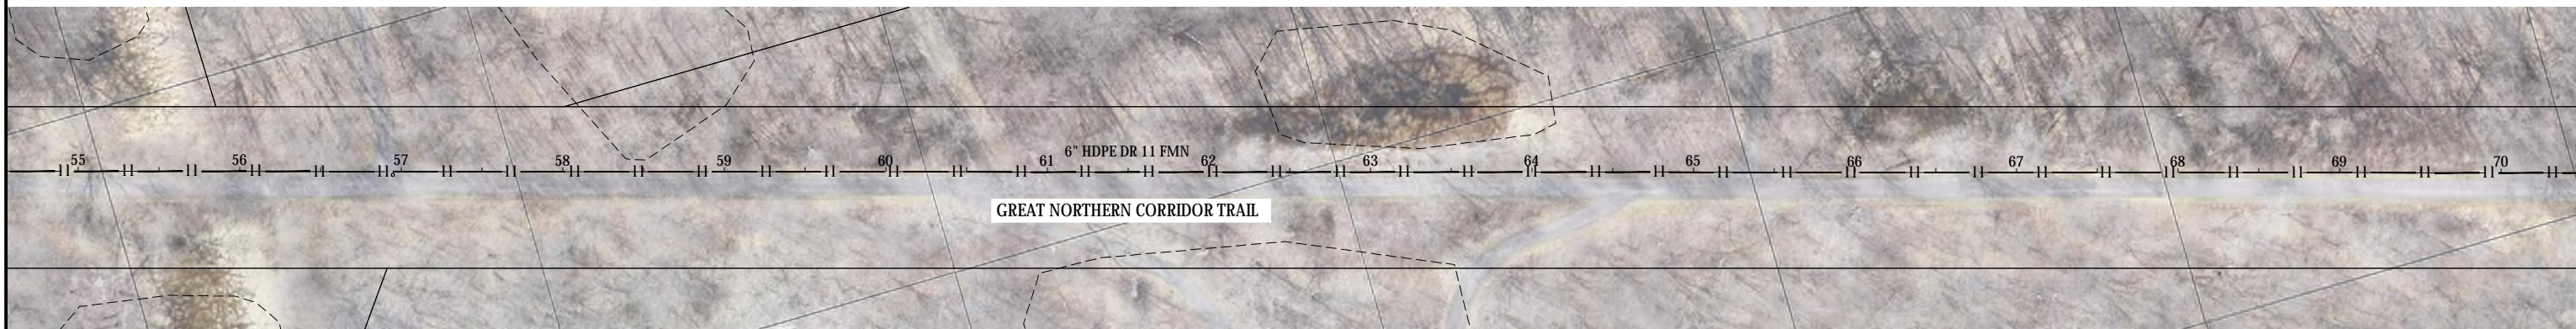 55 56 57 58 59 60 61 62 63 64 65 66 67 68 69 70
6" HDPE DR 11 FMN
GREAT NORTHERN CORRIDOR TRAIL